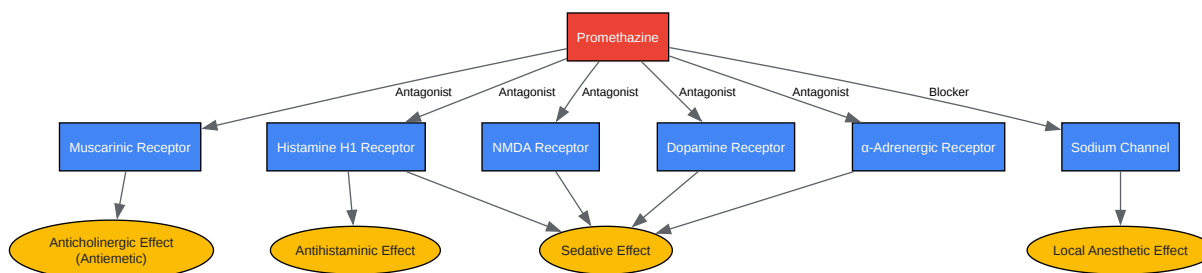 Promethazine
Antagonist
Antagonist
Antagonist
Antagonist
Antagonist
Blocker
Muscarinic Receptor
Histamine H1 Receptor
NMDA Receptor
Dopamine Receptor
α-Adrenergic Receptor
Sodium Channel
Anticholinergic Effect
(Antiemetic)
Antihistaminic Effect
Sedative Effect
Local Anesthetic Effect